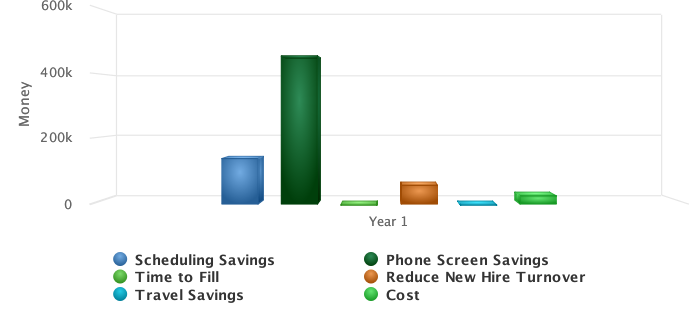 600k
400k
200k
0
Money
Year 1
Scheduling Savings
Phone Screen Savings
Time to Fill
Reduce New Hire Turnover
Travel Savings
Cost